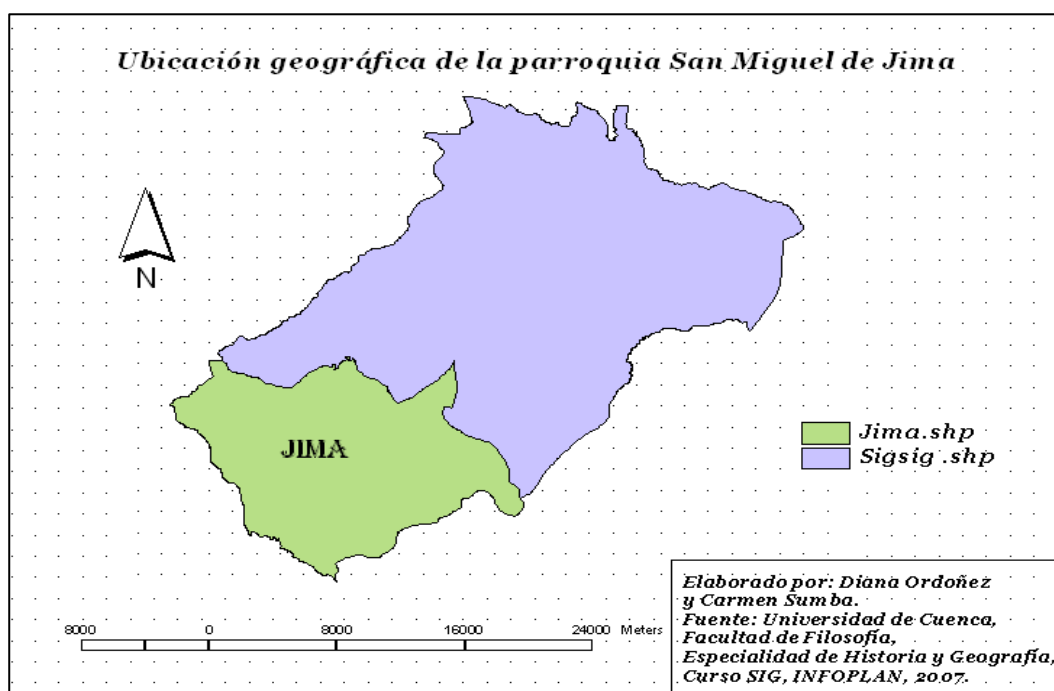 Ubicación geográfica de la parroquia San Miguel de Jima
N
JIMA
Jima.shp
Sigsig .shp
8000 0 8000 16000 24000 Meters
Elaborado por: Diana Ordoñez
y Carmen Sumba.
Fuente: Universidad de Cuenca,
Facultad de Filosofía,
Especialidad de Historia y Geografía,
Curso SIG, INFOPLAN, 2007.